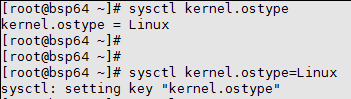 [root@bsp64 ~]# sysctl kernel.ostype
kernel.ostype = Linux
[root@bsp64 ~]#
[root@bsp64 ~]#
[root@bsp64 ~]# sysctl kernel.ostype=Linux
sysctl: setting key "kernel.ostype"